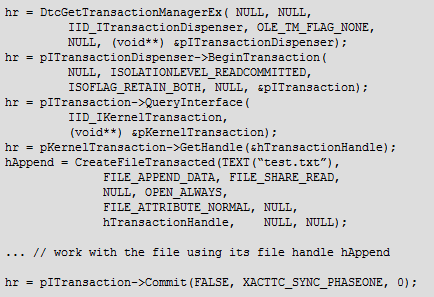 hr = DtcGetTransactionManagerEx( NULL, NULL,
IID_ITransactionDispenser, OLE_TM_FLAG_NONE,
NULL, (void**) &pITransactionDispenser);
hr = pITransactionDispenser->BeginTransaction(
NULL, ISOLATIONLEVEL_READCOMMITTED,
ISOFLAG_RETAIN_BOTH, NULL, &pITransaction);
hr = pITransaction->QueryInterface(
IID_IKernelTransaction,
(void**) &pKernelTransaction);
hr = pKernelTransaction->GetHandle(&hTransactionHandle);
hAppend = CreateFileTransacted(TEXT(“test.txt”),
FILE_APPEND_DATA, FILE_SHARE_READ,
NULL, OPEN_ALWAYS,
FILE_ATTRIBUTE_NORMAL, NULL,
hTransactionHandle, NULL, NULL);
... // work with the file using its file handle hAppend
hr = pITransaction->Commit(FALSE, XACTTC_SYNC_PHASEONE, 0);